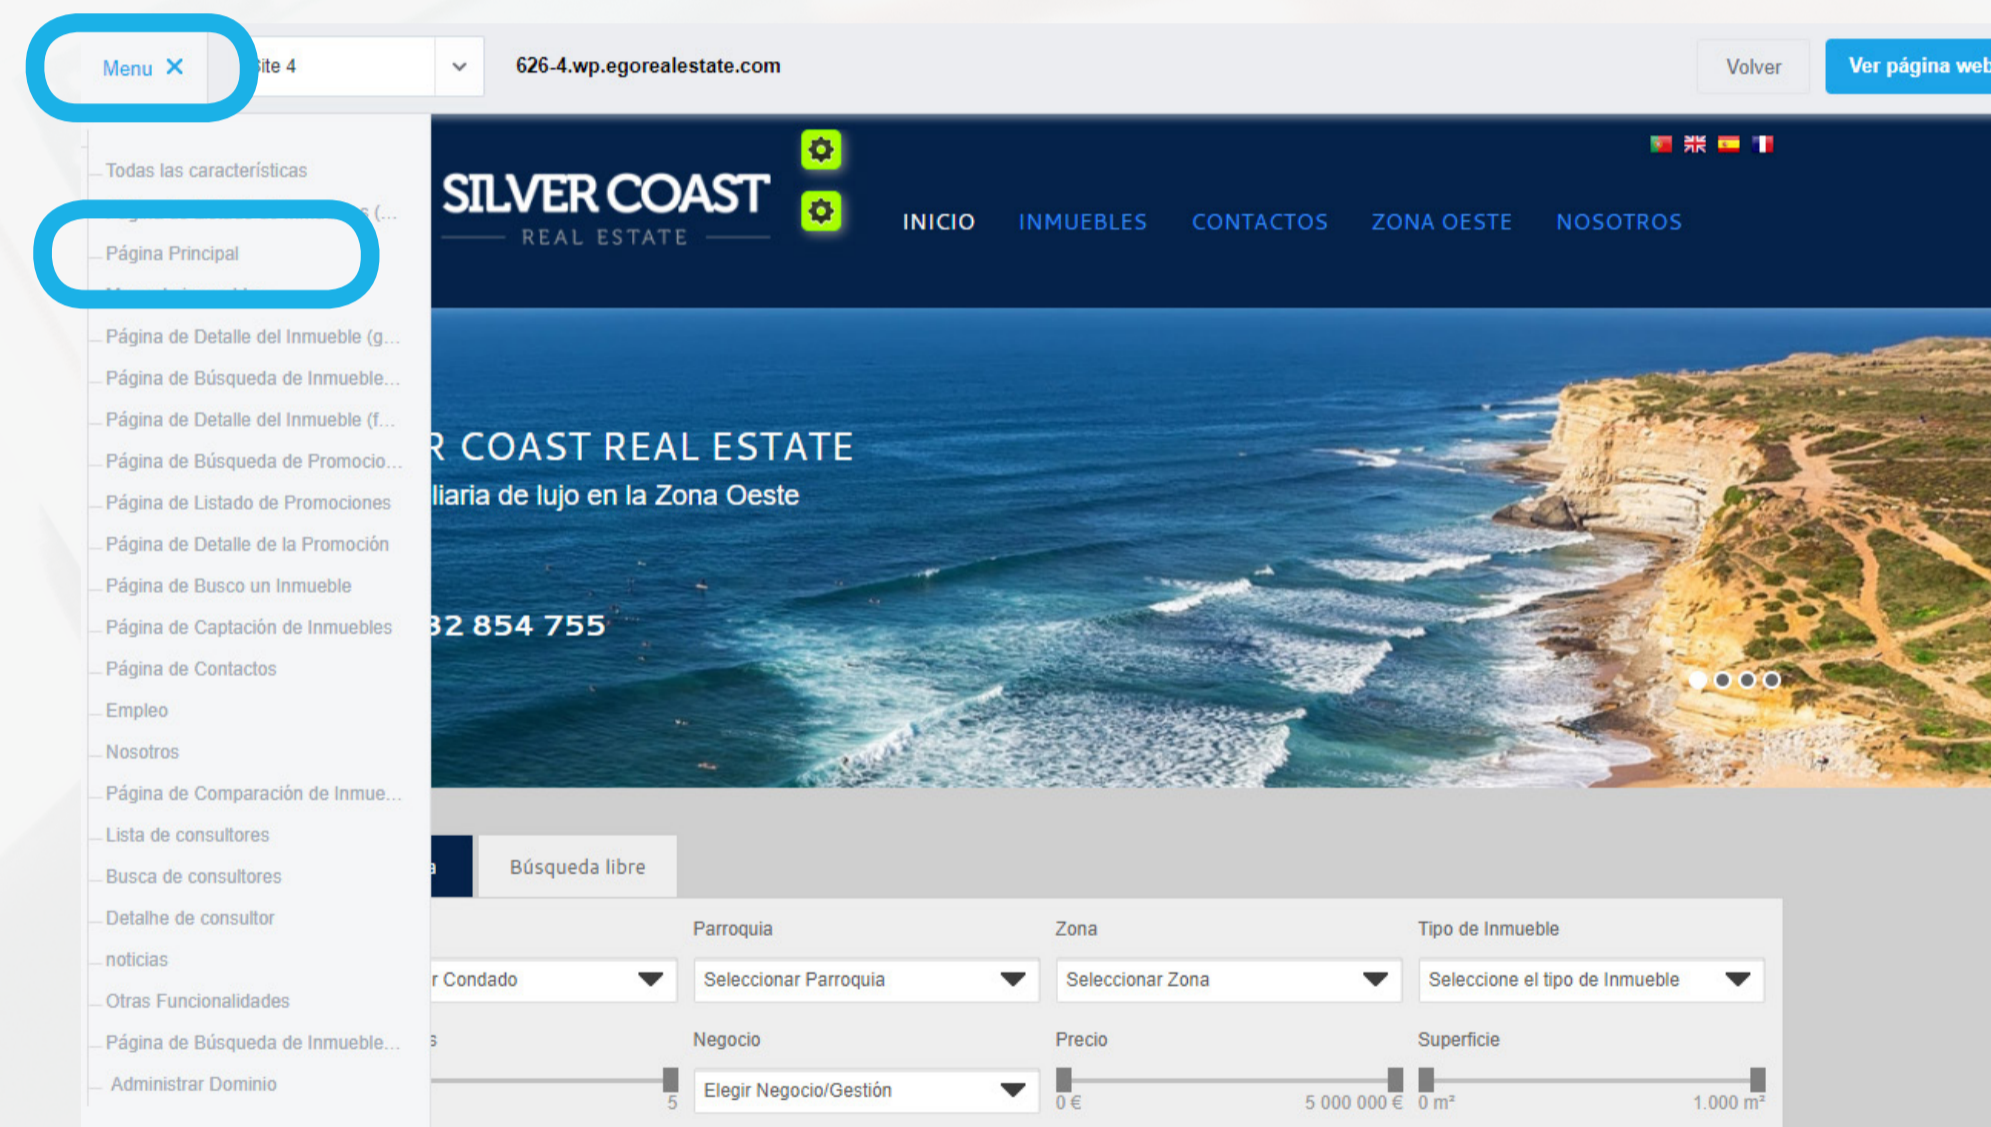 Menu ✕
ite 4
626-4.wp.egorealestate.com
Volver
Ver página web
Todas las características
Página Principal
Página de Detalle del Inmueble (g...
Página de Búsqueda de Inmueble...
Página de Detalle del Inmueble (f...
Página de Búsqueda de Promocio...
Página de Listado de Promociones
Página de Detalle de la Promoción
Página de Busco un Inmueble
Página de Captación de Inmuebles
Página de Contactos
Empleo
Nosotros
Página de Comparación de Inmue...
Lista de consultores
Busca de consultores
Detalhe de consultor
noticias
Otras Funcionalidades
Página de Búsqueda de Inmueble...
Administrar Dominio
SILVER COAST
REAL ESTATE
INICIO INMUEBLES CONTACTOS ZONA OESTE NOSOTROS
R COAST REAL ESTATE
liaria de lujo en la Zona Oeste
32 854 755
a
Búsqueda libre
Parroquia
Zona
Tipo de Inmueble
r Condado
Seleccionar Parroquia
Seleccionar Zona
Seleccione el tipo de Inmueble
s
Negocio
Precio
Superficie
5
Elegir Negocio/Gestión
0 €
5 000 000 €
0 m²
1.000 m²